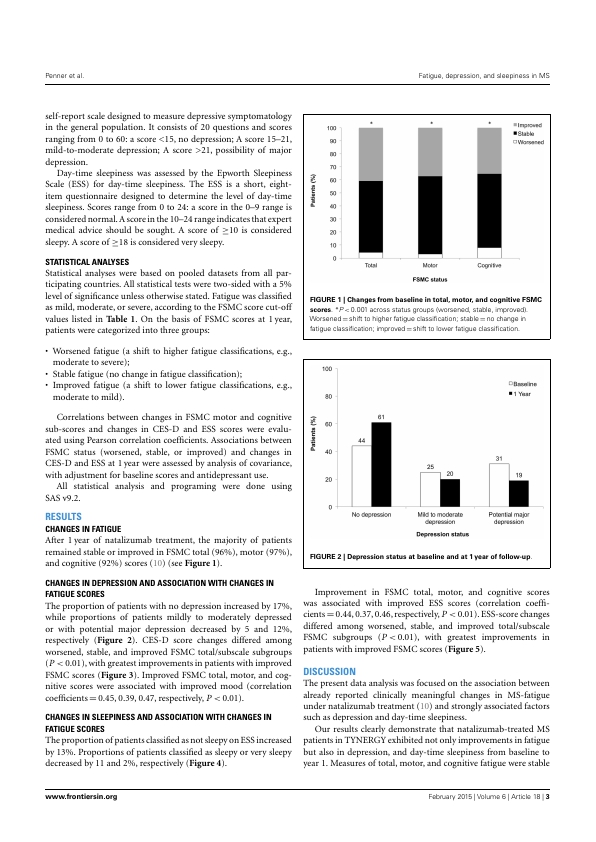 Penner et al.
Fatigue, depression, and sleepiness in MS
self-report scale designed to measure depressive symptomatology
in the general population. It consists of 20 questions and scores
ranging from 0 to 60: a score <15, no depression; A score 15–21,
mild-to-moderate depression; A score >21, possibility of major
depression.
Day-time sleepiness was assessed by the Epworth Sleepiness
Scale (ESS) for day-time sleepiness. The ESS is a short, eight-
item questionnaire designed to determine the level of day-time
sleepiness. Scores range from 0 to 24: a score in the 0–9 range is
considered normal. A score in the 10–24 range indicates that expert
medical advice should be sought. A score of ≥10 is considered
sleepy. A score of ≥18 is considered very sleepy.
STATISTICAL ANALYSES
Statistical analyses were based on pooled datasets from all par-
ticipating countries. All statistical tests were two-sided with a 5%
level of significance unless otherwise stated. Fatigue was classified
as mild, moderate, or severe, according to the FSMC score cut-off
values listed in Table 1. On the basis of FSMC scores at 1 year,
patients were categorized into three groups:
• Worsened fatigue (a shift to higher fatigue classifications, e.g.,
moderate to severe);
• Stable fatigue (no change in fatigue classification);
• Improved fatigue (a shift to lower fatigue classifications, e.g.,
moderate to mild).
Correlations between changes in FSMC motor and cognitive
sub-scores and changes in CES-D and ESS scores were evalu-
ated using Pearson correlation coefficients. Associations between
FSMC status (worsened, stable, or improved) and changes in
CES-D and ESS at 1 year were assessed by analysis of covariance,
with adjustment for baseline scores and antidepressant use.
All statistical analysis and programing were done using
SAS v9.2.
RESULTS
CHANGES IN FATIGUE
After 1 year of natalizumab treatment, the majority of patients
remained stable or improved in FSMC total (96%), motor (97%),
and cognitive (92%) scores (10) (see Figure 1).
CHANGES IN DEPRESSION AND ASSOCIATION WITH CHANGES IN
FATIGUE SCORES
The proportion of patients with no depression increased by 17%,
while proportions of patients mildly to moderately depressed
or with potential major depression decreased by 5 and 12%,
respectively (Figure 2). CES-D score changes differed among
worsened, stable, and improved FSMC total/subscale groups
(P < 0.01), with greatest improvements in patients with improved
FSMC scores (Figure 3). Improved FSMC total, motor, and cog-
nitive scores were associated with improved mood (correlation
coefficients = 0.45, 0.39, 0.47, respectively, P < 0.01).
CHANGES IN SLEEPINESS AND ASSOCIATION WITH CHANGES IN
FATIGUE SCORES
The proportion of patients classified as not sleepy on ESS increased
by 13%. Proportions of patients classified as sleepy or very sleepy
decreased by 11 and 2%, respectively (Figure 4).
Improved
Stable
Worsened
* * *
100
90
80
70
60
50
40
30
20
10
0
Patients (%)
Total Motor Cognitive
FSMC status
FIGURE 1 | Changes from baseline in total, motor, and cognitive FSMC
scores. *P < 0.001 across status groups (worsened, stable, improved).
Worsened = shift to higher fatigue classification; stable = no change in
fatigue classification; improved = shift to lower fatigue classification.
100
80
60
40
20
0
Patients (%)
Baseline
1 Year
44 61 25 20 31 19
No depression Mild to moderate depression Potential major depression
Depression status
FIGURE 2 | Depression status at baseline and at 1 year of follow-up.
Improvement in FSMC total, motor, and cognitive scores
was associated with improved ESS scores (correlation coeffi-
cients = 0.44, 0.37, 0.46, respectively, P < 0.01). ESS-score changes
differed among worsened, stable, and improved total/subscale
FSMC subgroups (P < 0.01), with greatest improvements in
patients with improved FSMC scores (Figure 5).
DISCUSSION
The present data analysis was focused on the association between
already reported clinically meaningful changes in MS-fatigue
under natalizumab treatment (10) and strongly associated factors
such as depression and day-time sleepiness.
Our results clearly demonstrate that natalizumab-treated MS
patients in TYNERGY exhibited not only improvements in fatigue
but also in depression, and day-time sleepiness from baseline to
year 1. Measures of total, motor, and cognitive fatigue were stable
www.frontiersin.org
February 2015 | Volume 6 | Article 18 | 3